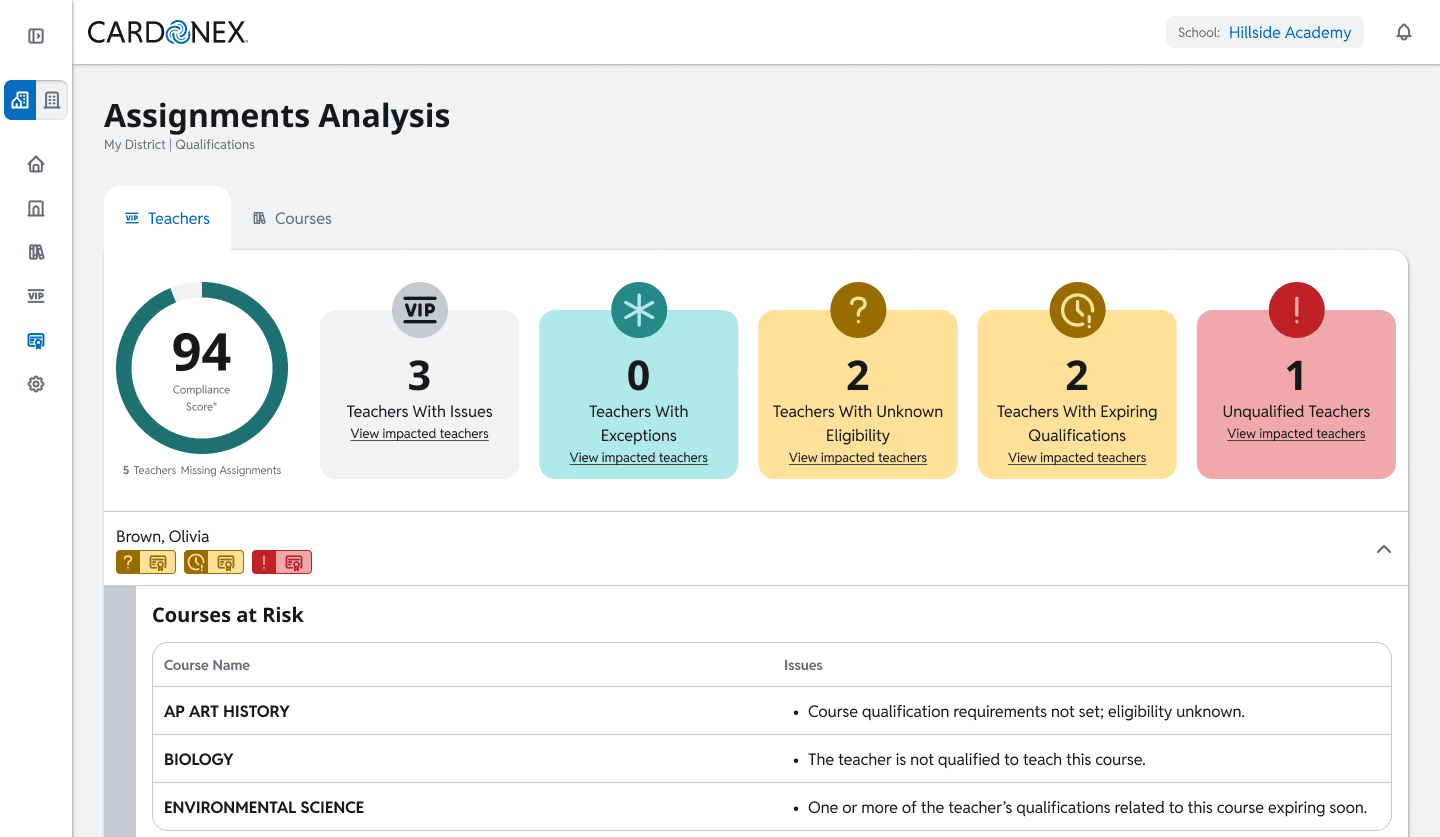 CARDONEX.
School: Hillside Academy
Assignments Analysis
My District | Qualifications
VIP Teachers
Courses
VIP
94
Compliance
Score*
5 Teachers Missing Assignments
VIP
3
Teachers With Issues
View impacted teachers
0
Teachers With
Exceptions
View impacted teachers
?
2
Teachers With Unknown
Eligibility
View impacted teachers
2
Teachers With Expiring
Qualifications
View impacted teachers
!
1
Unqualified Teachers
View impacted teachers
Brown, Olivia
? ! !
Courses at Risk
Course Name Issues
AP ART HISTORY • Course qualification requirements not set; eligibility unknown.
BIOLOGY • The teacher is not qualified to teach this course.
ENVIRONMENTAL SCIENCE • One or more of the teacher’s qualifications related to this course expiring soon.